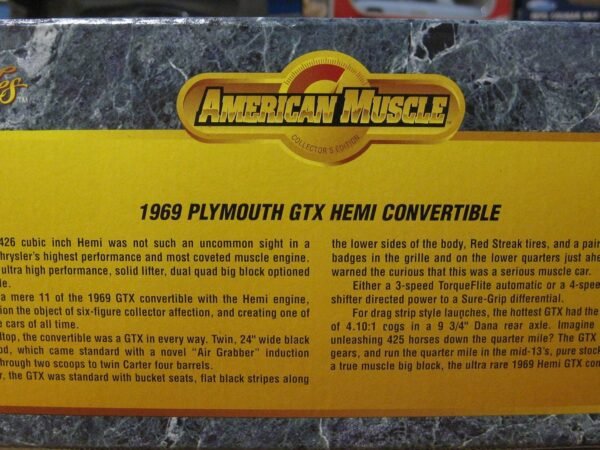 es™
AMERICAN MUSCLE
COLLECTOR'S EDITION
1969 PLYMOUTH GTX HEMI CONVERTIBLE
426 cubic inch Hemi was not such an uncommon sight in a
hrysler's highest performance and most coveted muscle engine.
ultra high performance, solid lifter, dual quad big block optioned
le.
a mere 11 of the 1969 GTX convertible with the Hemi engine,
ion the object of six-figure collector affection, and creating one of
e cars of all time.
ltop, the convertible was a GTX in every way. Twin, 24" wide black
od, which came standard with a novel "Air Grabber" induction
through two scoops to twin Carter four barrels.
r. the GTX was standard with bucket seats, flat black stripes along
the lower sides of the body, Red Streak tires, and a pair
badges in the grille and on the lower quarters just ahe
warned the curious that this was a serious muscle car.
Either a 3-speed TorqueFlite automatic or a 4-spee
shifter directed power to a Sure-Grip differential.
For drag strip style launches, the hottest GTX had the
of 4.10:1 cogs in a 9 3/4" Dana rear axle. Imagine
unleashing 425 horses down the quarter mile? The GTX
gears, and run the quarter mile in the mid-13's, pure stock
a true muscle big block, the ultra rare 1969 Hemi GTX con